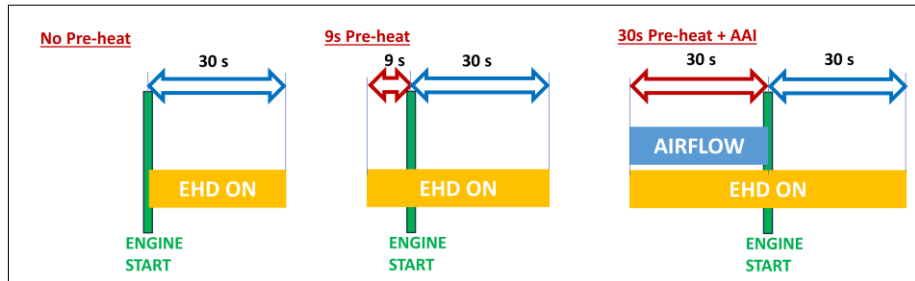 No Pre-heat
30 s
EHD ON
ENGINE
START
9s Pre-heat
9 s
30 s
EHD ON
ENGINE
START
30s Pre-heat + AAI
30 s
30 s
AIRFLOW
EHD ON
ENGINE
START